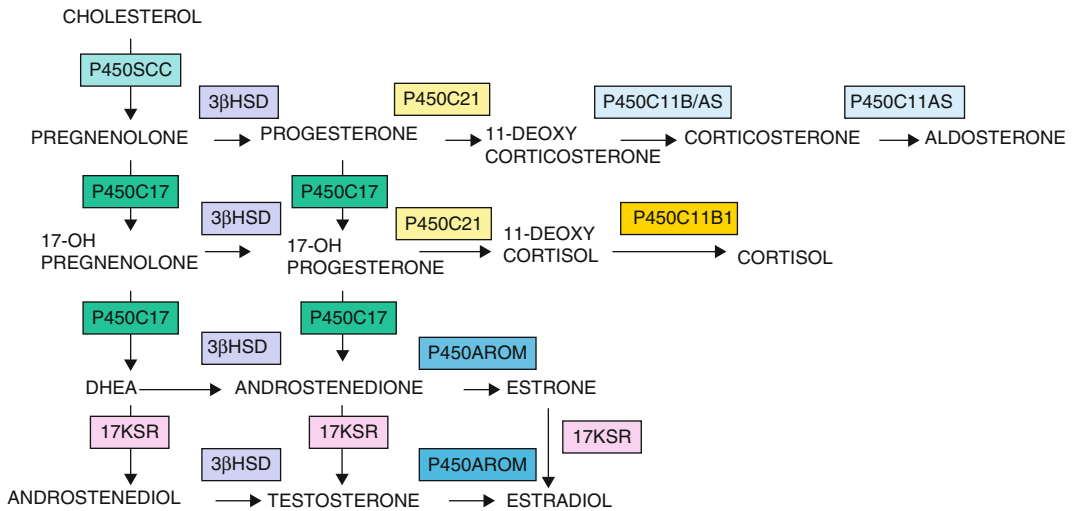 CHOLESTEROL
P450SCC
3βHSD
P450C21
P450C11B/AS
P450C11AS
PREGNENOLONE
PROGESTERONE
11-DEOXY
CORTICOSTERONE
CORTICOSTERONE
ALDOSTERONE
P450C17
3βHSD
P450C17
P450C21
P450C11B1
17-OH
PREGNENOLONE
17-OH
PROGESTERONE
11-DEOXY
CORTISOL
CORTISOL
P450C17
3βHSD
P450C17
P450AROM
DHEA
ANDROSTENEDIONE
ESTRONE
17KSR
3βHSD
17KSR
P450AROM
17KSR
ANDROSTENEDIOL
TESTOSTERONE
ESTRADIOL